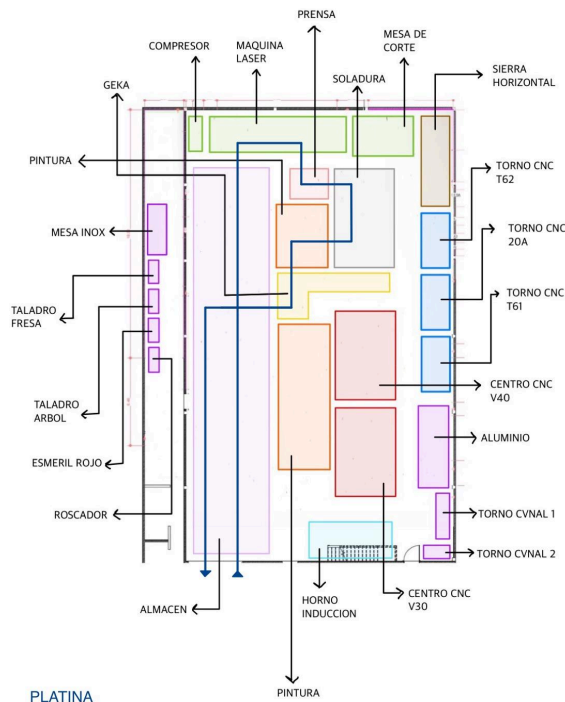 PRENSA
COMPRESOR
MAQUINA
LASER
MESA DE
CORTE
SOLADURA
SIERRA
HORIZONTAL
GEKA
PINTURA
TORNO CNC
T62
MESA INOX
TORNO CNC
20A
TALADRO
FRESA
TORNO CNC
T61
CENTRO CNC
V40
TALADRO
ARBOL
ALUMINIO
ESMERIL ROJO
ROSCADOR
TORNO CVNAL 1
TORNO CVNAL 2
ALMACEN
HORNO
INDUCCION
CENTRO CNC
V30
PINTURA
PLATINA